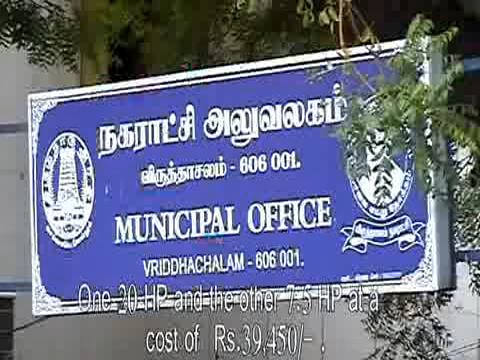 நகராட்சி அலுவலகம்
விருத்தாசலம் - 606 001.
MUNICIPAL OFFICE
VRIDDHACHALAM - 606 001.
One 20 HP and the other 7.5 HP at a
cost of Rs.39,450/- .